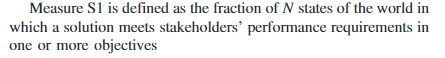 Measure S1 is defined as the fraction of N states of the world in
which a solution meets stakeholders’ performance requirements in
one or more objectives